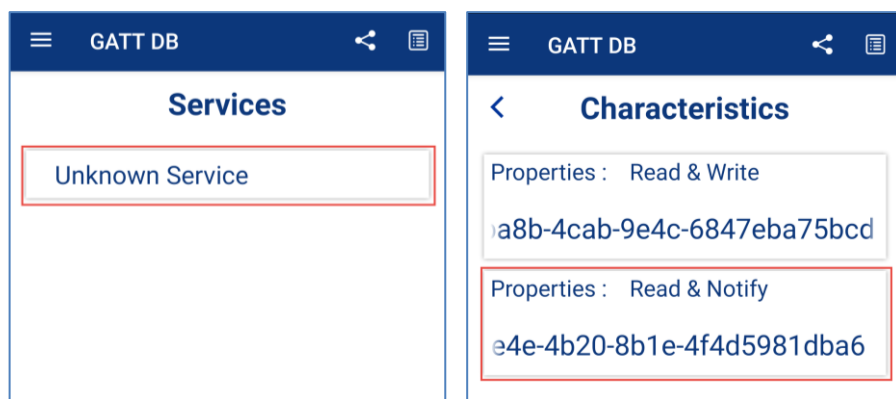 GATT DB
Services
Unknown Service
GATT DB
Characteristics
Properties : Read & Write
a8b-4cab-9e4c-6847eba75bcd
Properties : Read & Notify
e4e-4b20-8b1e-4f4d5981dba6